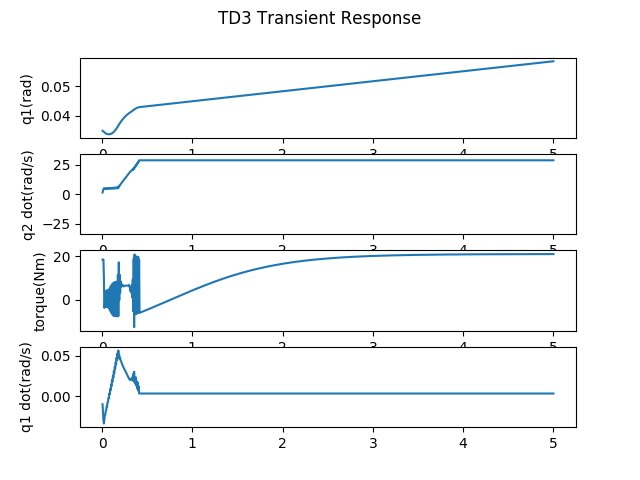 TD3 Transient Response
q1(rad)
0.05
0.04
0 1 2 3 4 5
q2 dot(rad/s)
25
0
−25
0 1 2 3 4 5
torque(Nm)
20
0
0 1 2 3 4 5
q1 dot(rad/s)
0.05
0.00
0 1 2 3 4 5